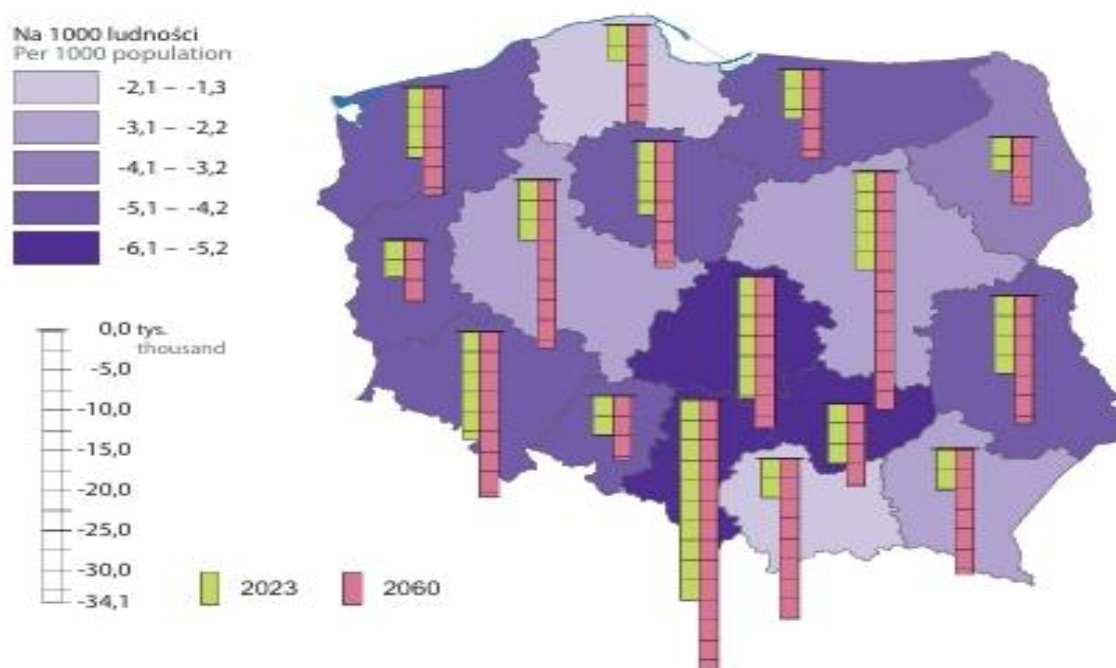 Na 1000 ludności
Per 1000 population
-2,1 – -1,3
-3,1 – -2,2
-4,1 – -3,2
-5,1 – -4,2
-6,1 – -5,2
0,0 tys.
thousand
-5,0
-10,0
-15,0
-20,0
-25,0
-30,0
-34,1
2023
2060